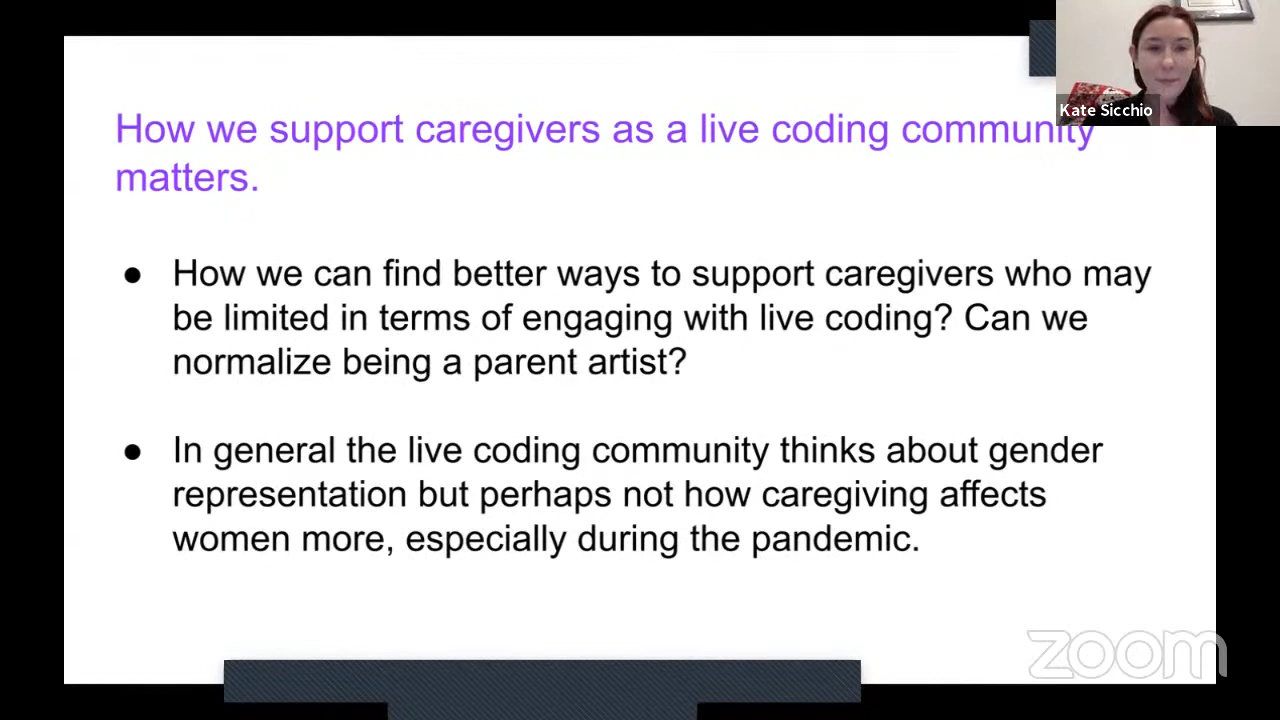 Kate Sicchio
How we support caregivers as a live coding community
matters.
● How we can find better ways to support caregivers who may
be limited in terms of engaging with live coding? Can we
normalize being a parent artist?
● In general the live coding community thinks about gender
representation but perhaps not how caregiving affects
women more, especially during the pandemic.
zoom